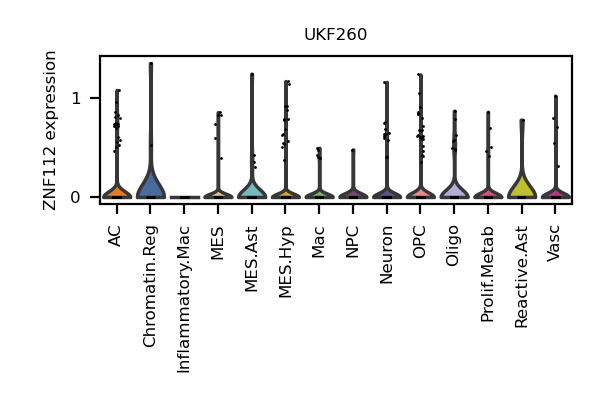 UKF260
ZNF112 expression
1
0
AC
Chromatin.Reg
Inflammatory.Mac
MES
MES.Ast
MES.Hyp
Mac
NPC
Neuron
OPC
Oligo
Prolif.Metab
Reactive.Ast
Vasc